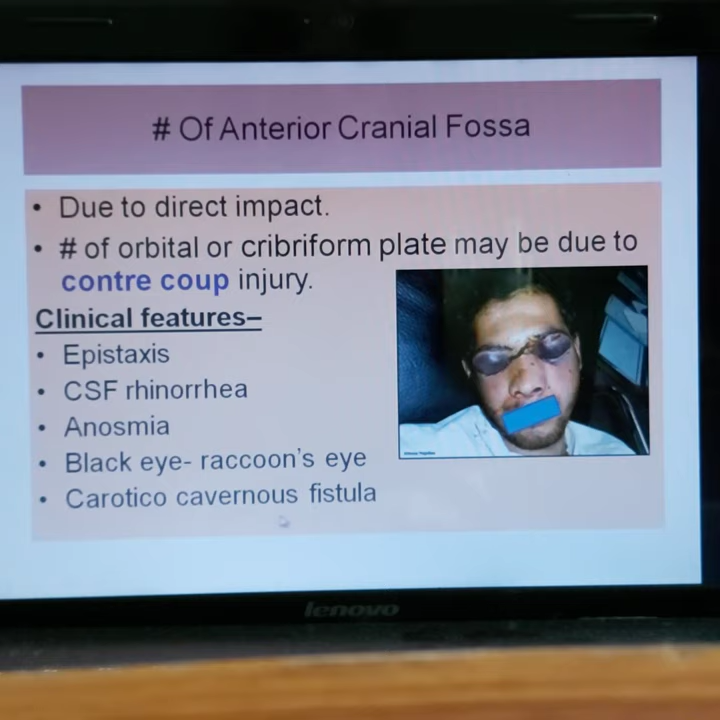 # Of Anterior Cranial Fossa
• Due to direct impact.
• # of orbital or cribriform plate may be due to
contre coup injury.
Clinical features–
• Epistaxis
• CSF rhinorrhea
• Anosmia
• Black eye- raccoon's eye
• Carotico cavernous fistula
lenovo